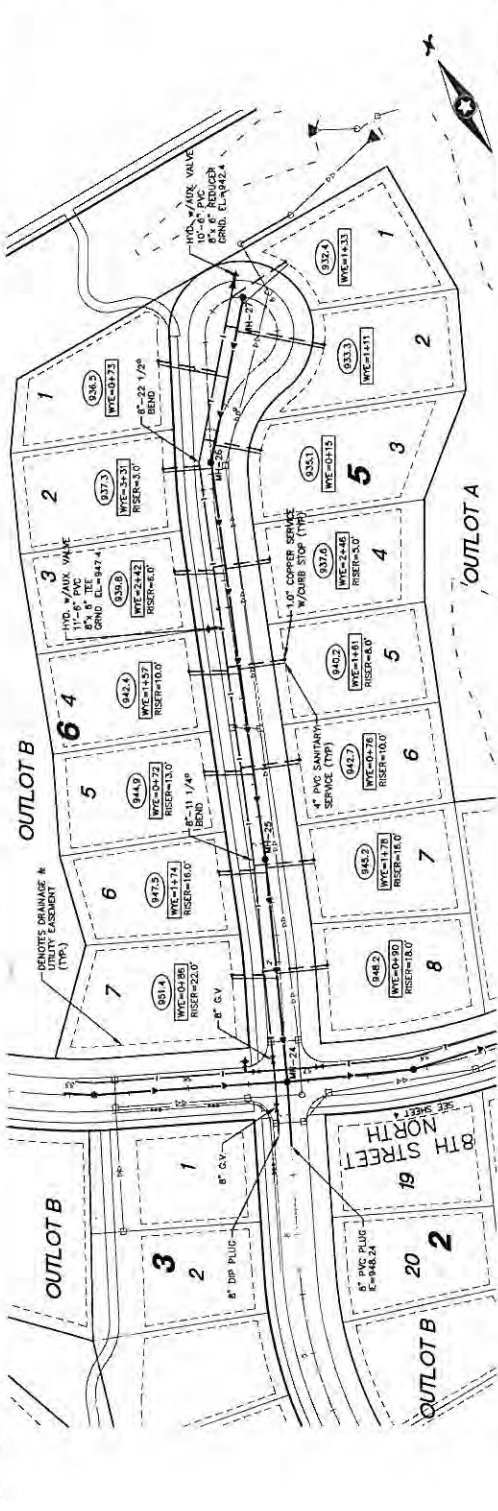 OUTLOT B
DENOTES DRAINAGE &
UTILITY EASEMENT
(TYP.)
HYD. W/AUX. VALVE
10'-6" PVC
8"x 6" REDUCER
GRND. EL=942.4
1
936.5
WYE=0+73
8"-22 1/2°
BEND
2
937.3
WYE=3+31
RISER=3.0'
3
HYD. W/AUX. VALVE
11'-6" PVC
8"x 6" TEE
GRND. EL=947.4
939.8
WYE=2+42
RISER=6.0'
6
4
942.4
WYE=1+57
RISER=10.0'
5
944.9
WYE=0+72
RISER=13.0'
8"-11 1/4°
BEND
6
947.5
WYE=1+74
RISER=16.0'
7
951.4
WYE=0+86
RISER=22.0'
8" G.V.
MH-27
MH-26
MH-25
MH-24
932.4
WYE=1+33
1
933.3
WYE=1+11
2
935.1
WYE=0+15
5
3
937.6
WYE=2+46
RISER=5.0'
4
1.0" COPPER SERVICE
W/CURB STOP (TYP)
940.2
WYE=1+61
RISER=8.0'
5
4" PVC SANITARY
SERVICE (TYP)
942.7
WYE=0+76
RISER=10.0'
6
945.2
WYE=1+78
RISER=16.0'
7
948.2
WYE=0+90
RISER=18.0'
8
OUTLOT A
OUTLOT B
3
1
2
8" G.V.
8" DIP PLUG
SEE SHEET 4
8TH STREET
NORTH
8" PVC PLUG
IE=948.24
19
20
2
OUTLOT B